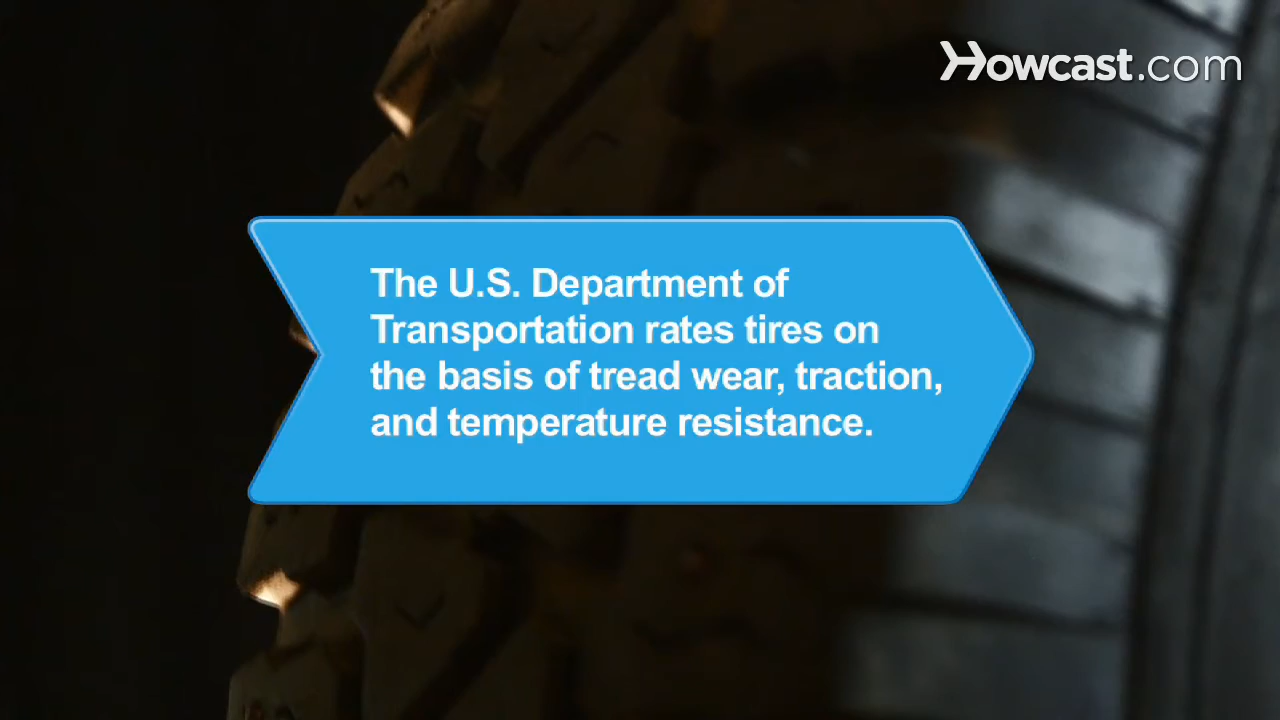 Howcast.com
The U.S. Department of
Transportation rates tires on
the basis of tread wear, traction,
and temperature resistance.